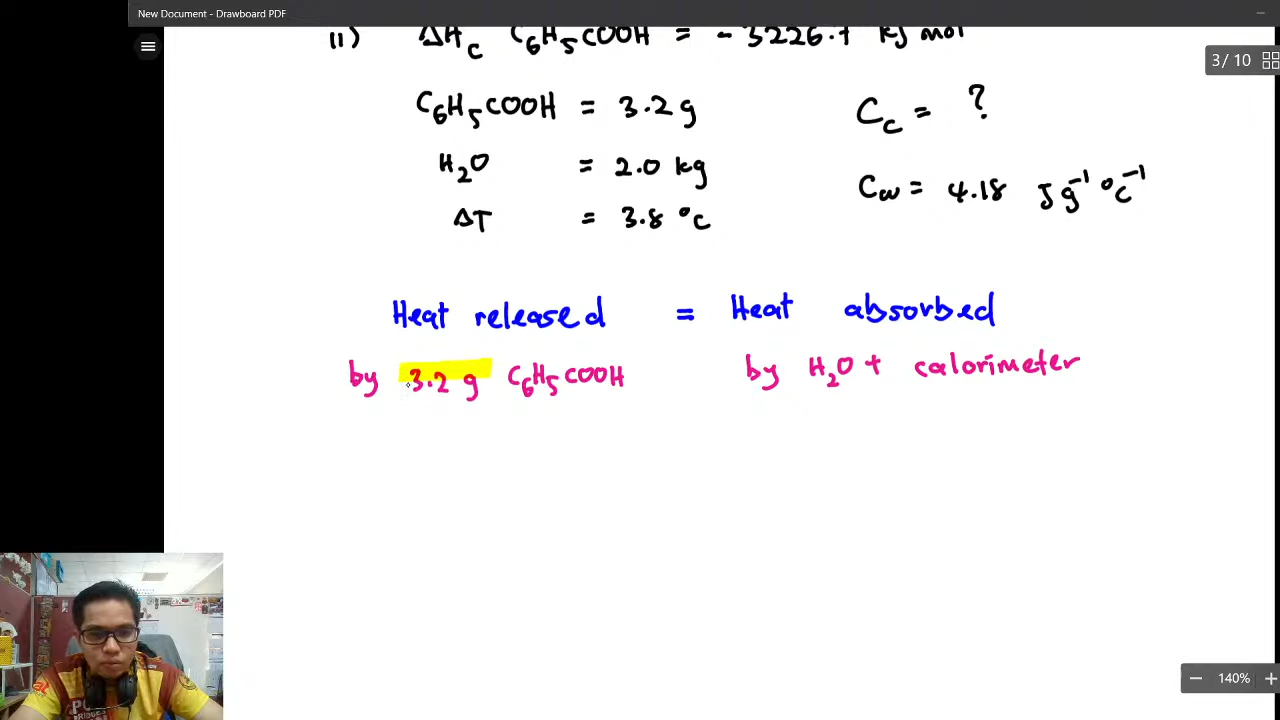 New Document - Drawboard PDF
3 / 10
ii) ΔHc C6H5COOH = - 3226.7 kJ mol
C6H5COOH = 3.2 g
Cc = ?
H2O = 2.0 kg
Cw = 4.18 J g⁻¹ °C⁻¹
ΔT = 3.8 °C
Heat released = Heat absorbed
by 3.2 g C6H5COOH by H2O + calorimeter
140%